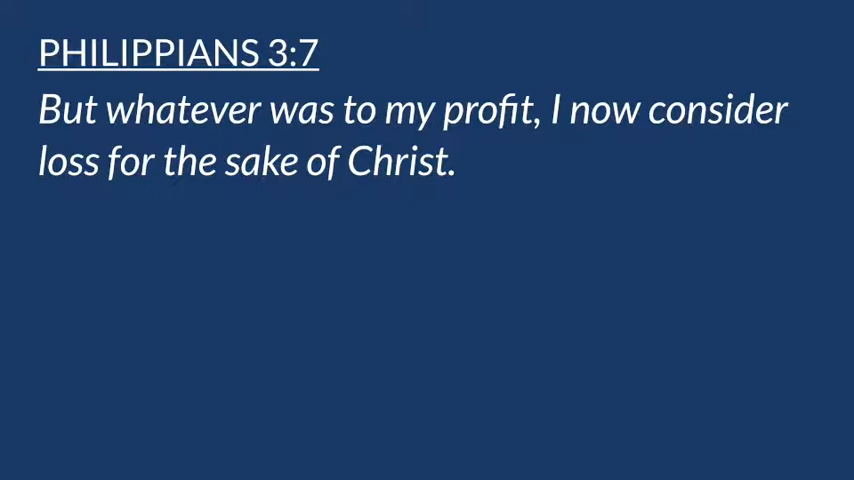 PHILIPPIANS 3:7
But whatever was to my profit, I now consider
loss for the sake of Christ.